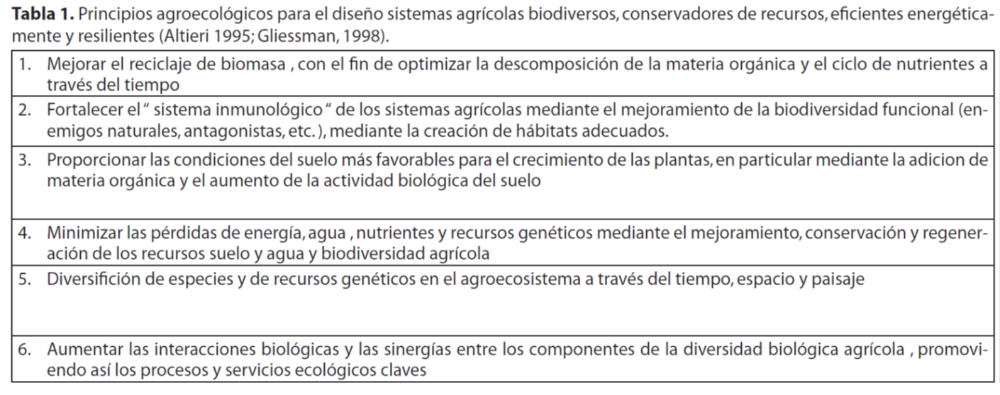 Tabla 1. Principios agroecológicos para el diseño sistemas agrícolas biodiversos, conservadores de recursos, eficientes energética-
mente y resilientes (Altieri 1995; Gliessman, 1998).
1. Mejorar el reciclaje de biomasa , con el fin de optimizar la descomposición de la materia orgánica y el ciclo de nutrientes a
través del tiempo
2. Fortalecer el “ sistema inmunológico “ de los sistemas agrícolas mediante el mejoramiento de la biodiversidad funcional (en-
emigos naturales, antagonistas, etc. ), mediante la creación de hábitats adecuados.
3. Proporcionar las condiciones del suelo más favorables para el crecimiento de las plantas, en particular mediante la adicion de
materia orgánica y el aumento de la actividad biológica del suelo
4. Minimizar las pérdidas de energía, agua , nutrientes y recursos genéticos mediante el mejoramiento, conservación y regener-
ación de los recursos suelo y agua y biodiversidad agrícola
5. Diversifición de especies y de recursos genéticos en el agroecosistema a través del tiempo, espacio y paisaje
6. Aumentar las interacciones biológicas y las sinergías entre los componentes de la diversidad biológica agrícola , promovi-
endo así los procesos y servicios ecológicos claves